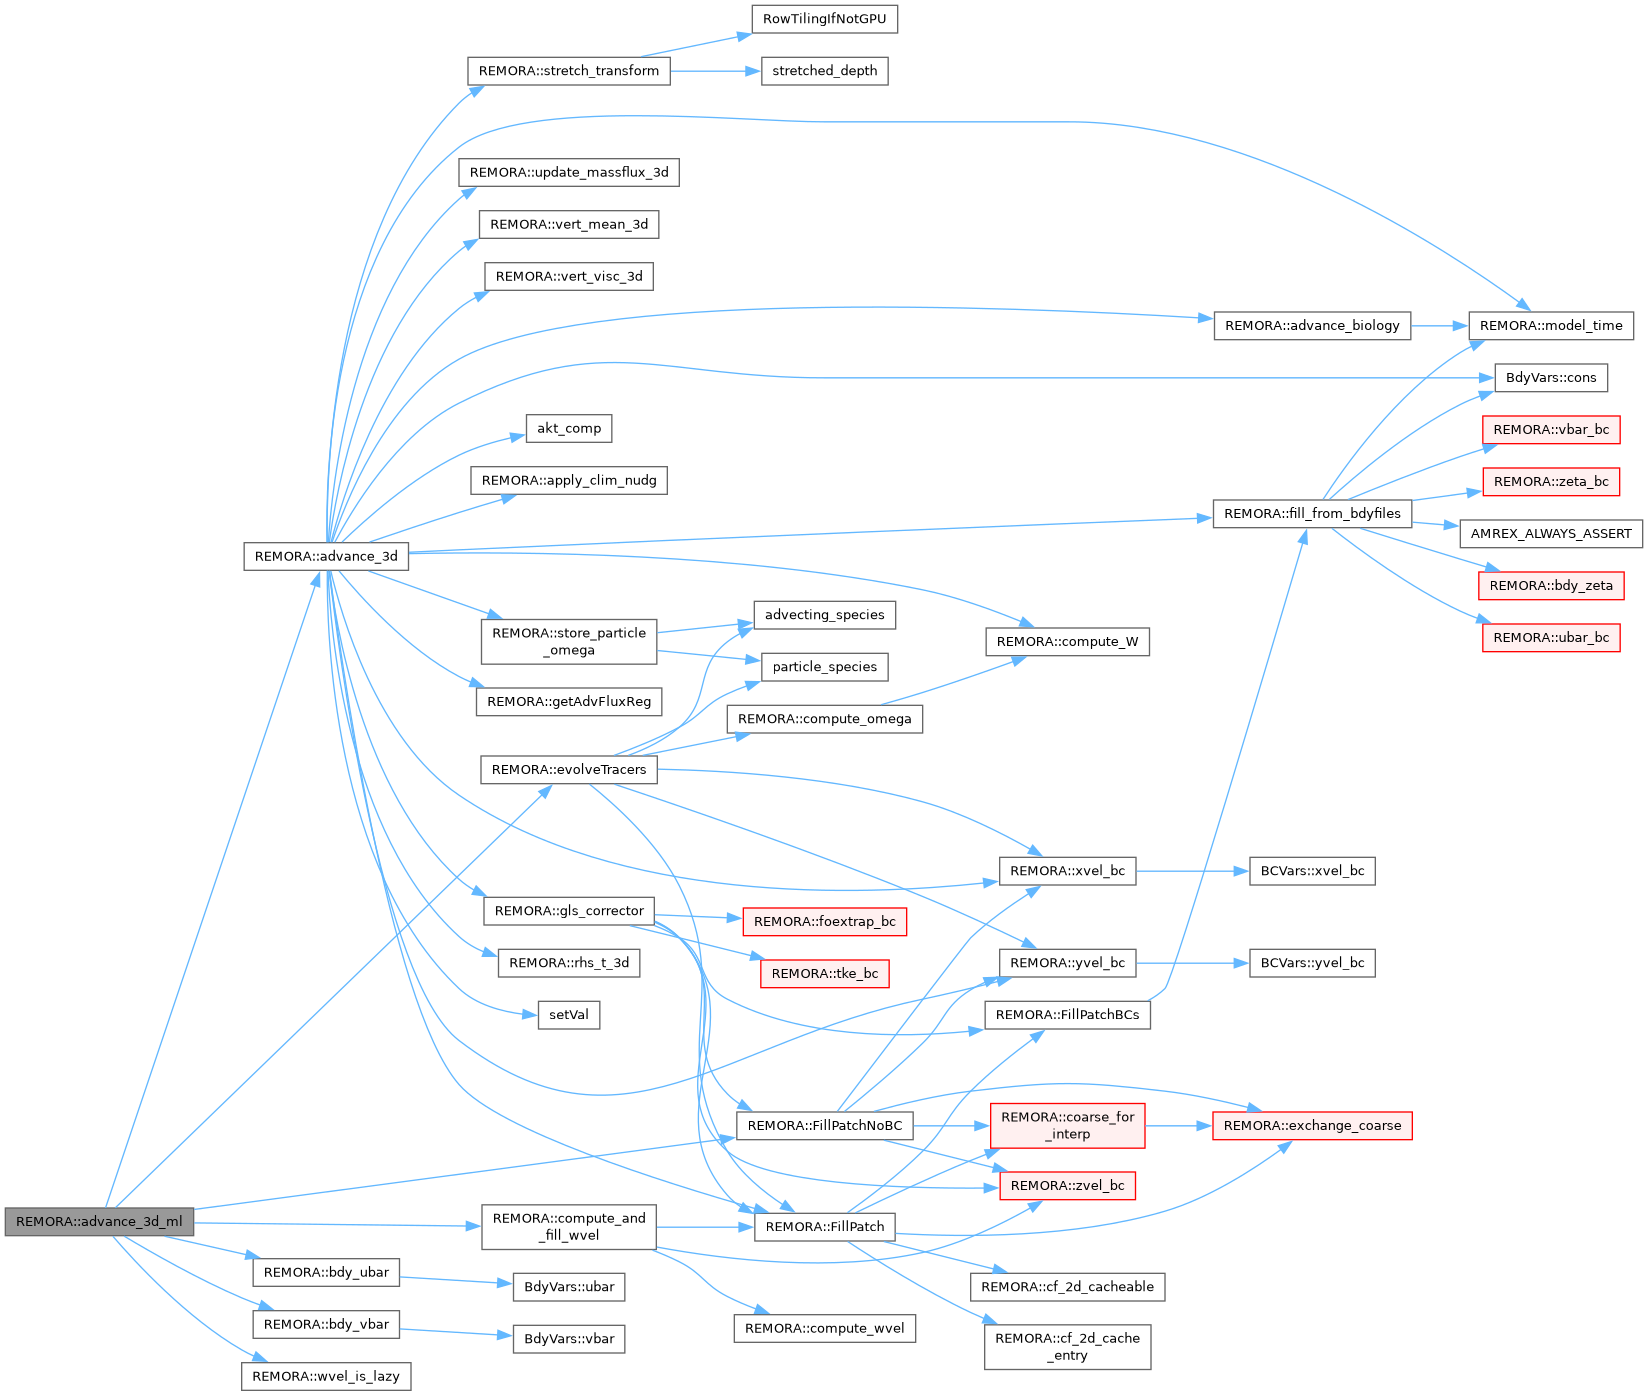 RowTilingIfNotGPU
REMORA::stretch_transform
stretched_depth
REMORA::update_massflux_3d
REMORA::vert_mean_3d
REMORA::vert_visc_3d
REMORA::advance_biology
REMORA::model_time
BdyVars::cons
akt_comp
REMORA::vbar_bc
REMORA::apply_clim_nudg
REMORA::zeta_bc
REMORA::fill_from_bdyfiles
AMREX_ALWAYS_ASSERT
REMORA::advance_3d
REMORA::bdy_zeta
advecting_species
REMORA::store_particle
_omega
REMORA::compute_W
REMORA::ubar_bc
particle_species
REMORA::getAdvFluxReg
REMORA::compute_omega
REMORA::evolveTracers
REMORA::xvel_bc
BCVars::xvel_bc
REMORA::gls_corrector
REMORA::foextrap_bc
REMORA::rhs_t_3d
REMORA::tke_bc
REMORA::yvel_bc
BCVars::yvel_bc
setVal
REMORA::FillPatchBCs
REMORA::FillPatchNoBC
REMORA::coarse_for
_interp
REMORA::exchange_coarse
REMORA::zvel_bc
REMORA::advance_3d_ml
REMORA::compute_and
_fill_wvel
REMORA::FillPatch
REMORA::bdy_ubar
BdyVars::ubar
REMORA::cf_2d_cacheable
REMORA::bdy_vbar
BdyVars::vbar
REMORA::compute_wvel
REMORA::cf_2d_cache
_entry
REMORA::wvel_is_lazy